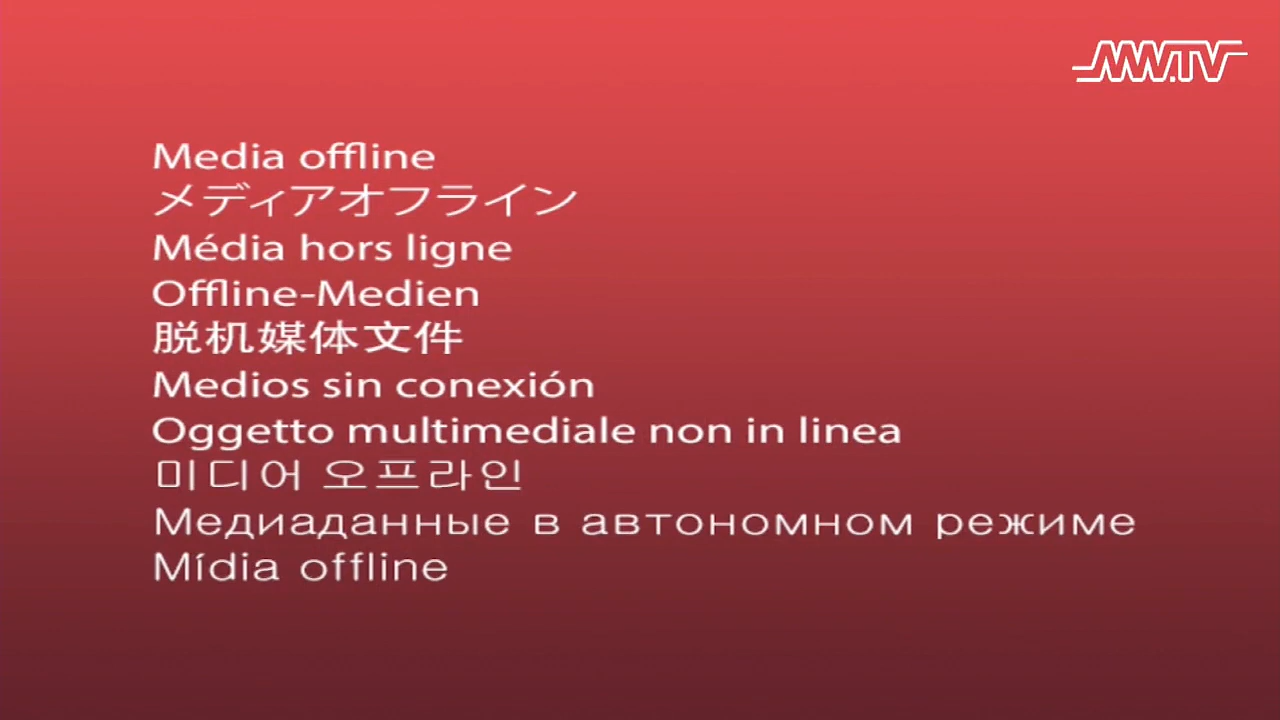 MW.TV
Media offline
メディアオフライン
Média hors ligne
Offline-Medien
脱机媒体文件
Medios sin conexión
Oggetto multimediale non in linea
미디어 오프라인
Медиаданные в автономном режиме
Mídia offline